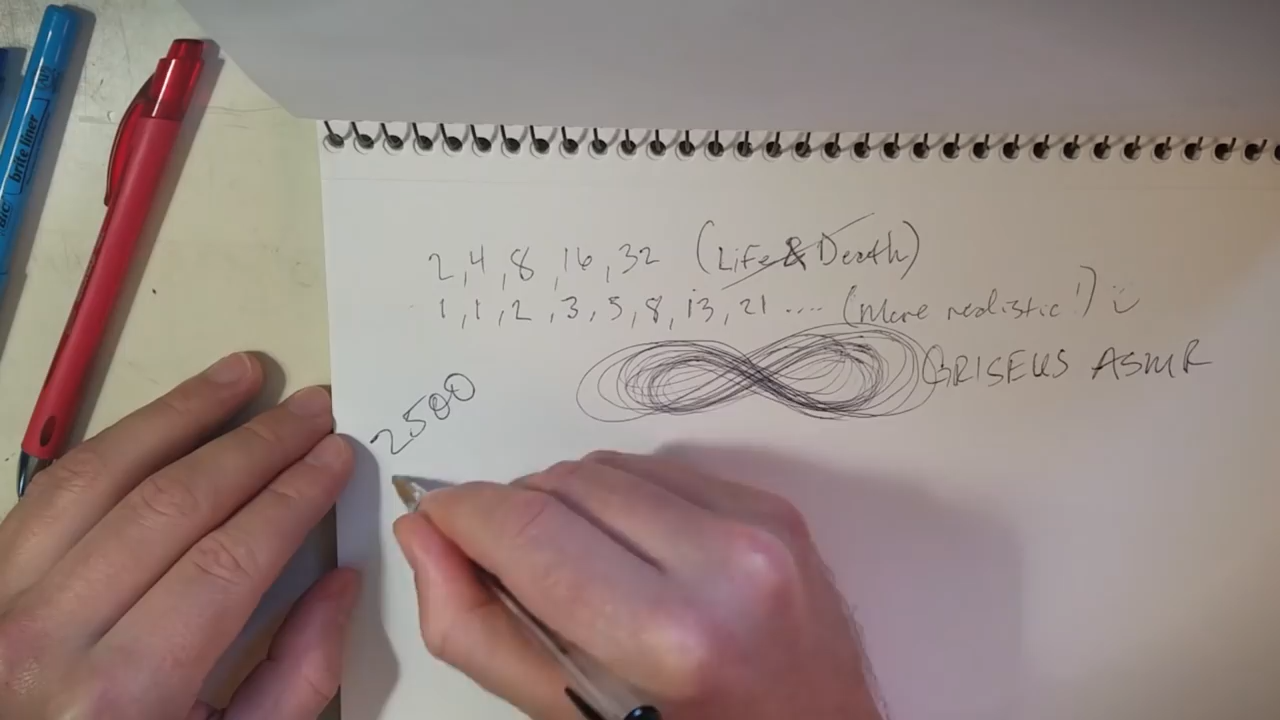 2, 4, 8, 16, 32 (Life & Death)
1, 1, 2, 3, 5, 8, 13, 21 .... (More realistic!)
GRISEUS ASMR
2500
BIC brite liner